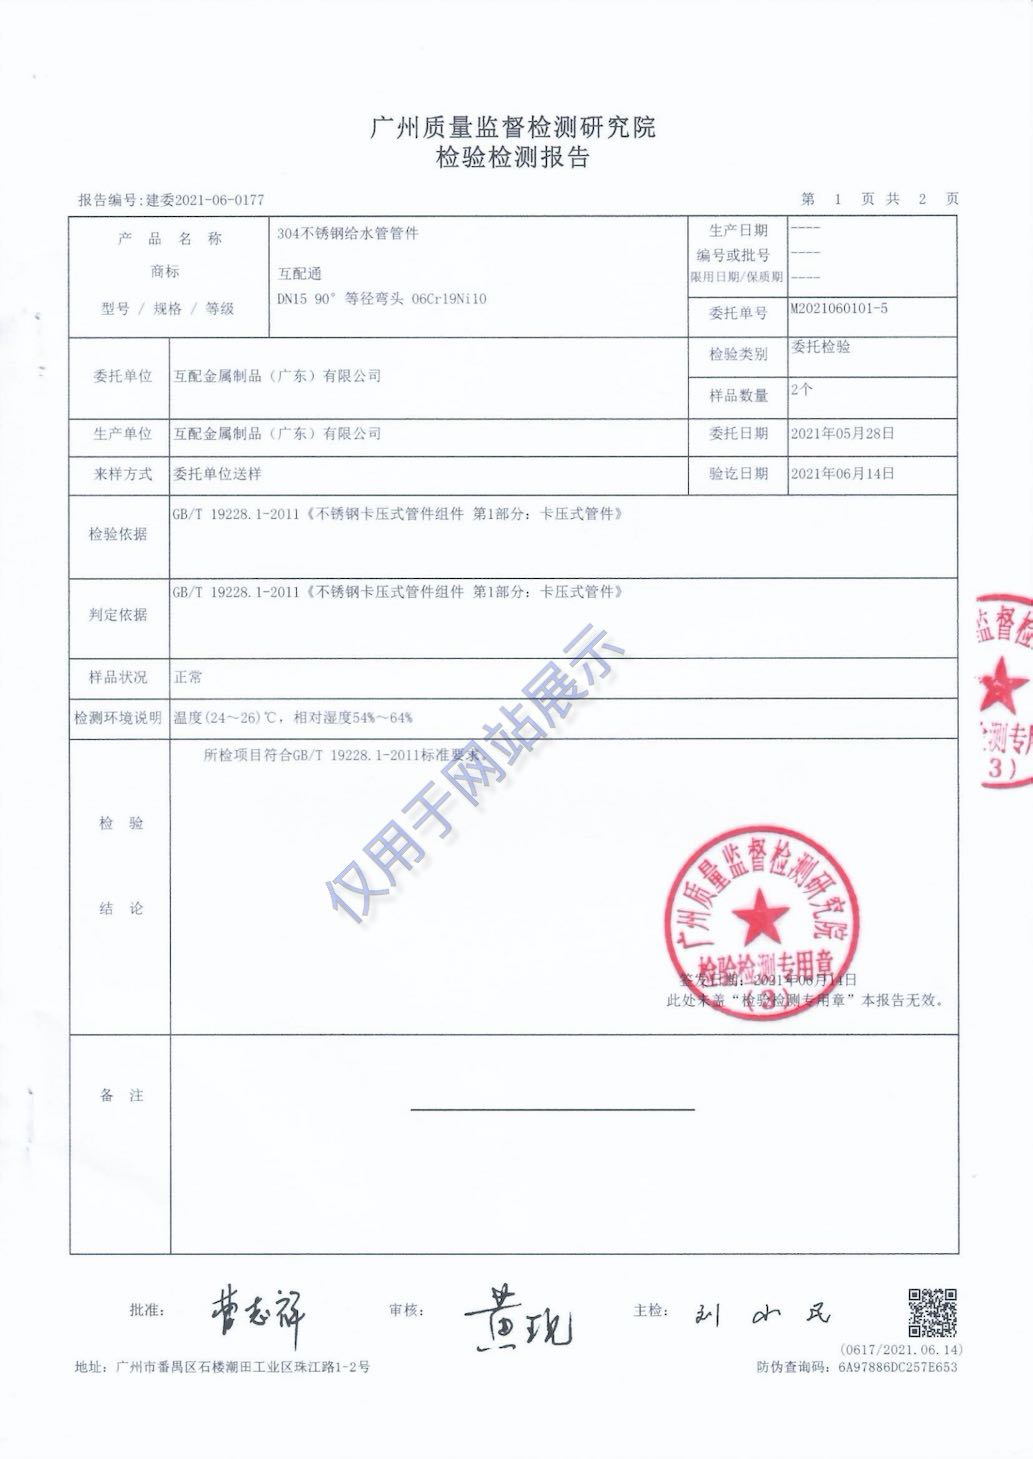 广州质量监督检测研究院
检验检测报告
报告编号:建委2021-06-0177
第 1 页 共 2 页
产品名称
304不锈钢给水管管件
商标
互配通
型号 / 规格 / 等级
DN15 90°等径弯头 06Cr19Ni10
生产日期
----
编号或批号
----
限用日期/保质期
----
委托单号
M2021060101-5
委托单位
互配金属制品（广东）有限公司
检验类别
委托检验
样品数量
2个
生产单位
互配金属制品（广东）有限公司
委托日期
2021年05月28日
来样方式
委托单位送样
验讫日期
2021年06月14日
检验依据
GB/T 19228.1-2011《不锈钢卡压式管件组件 第1部分：卡压式管件》
判定依据
GB/T 19228.1-2011《不锈钢卡压式管件组件 第1部分：卡压式管件》
样品状况
正常
检测环境说明
温度(24～26)℃，相对湿度54%～64%
检验
结论
所检项目符合GB/T 19228.1-2011标准要求。
仅用于网站展示
广州质量监督检测研究院
检验检测专用章
（3）
签发日期：2021年06月14日
此处未盖“检验检测专用章”本报告无效。
监督检
检测专用
3）
备注
批准：
曹志祥
审核：
黄现
主检：
刘小民
(0617/2021.06.14)
地址：广州市番禺区石楼潮田工业区珠江路1-2号
防伪查询码：6A97886DC257E653